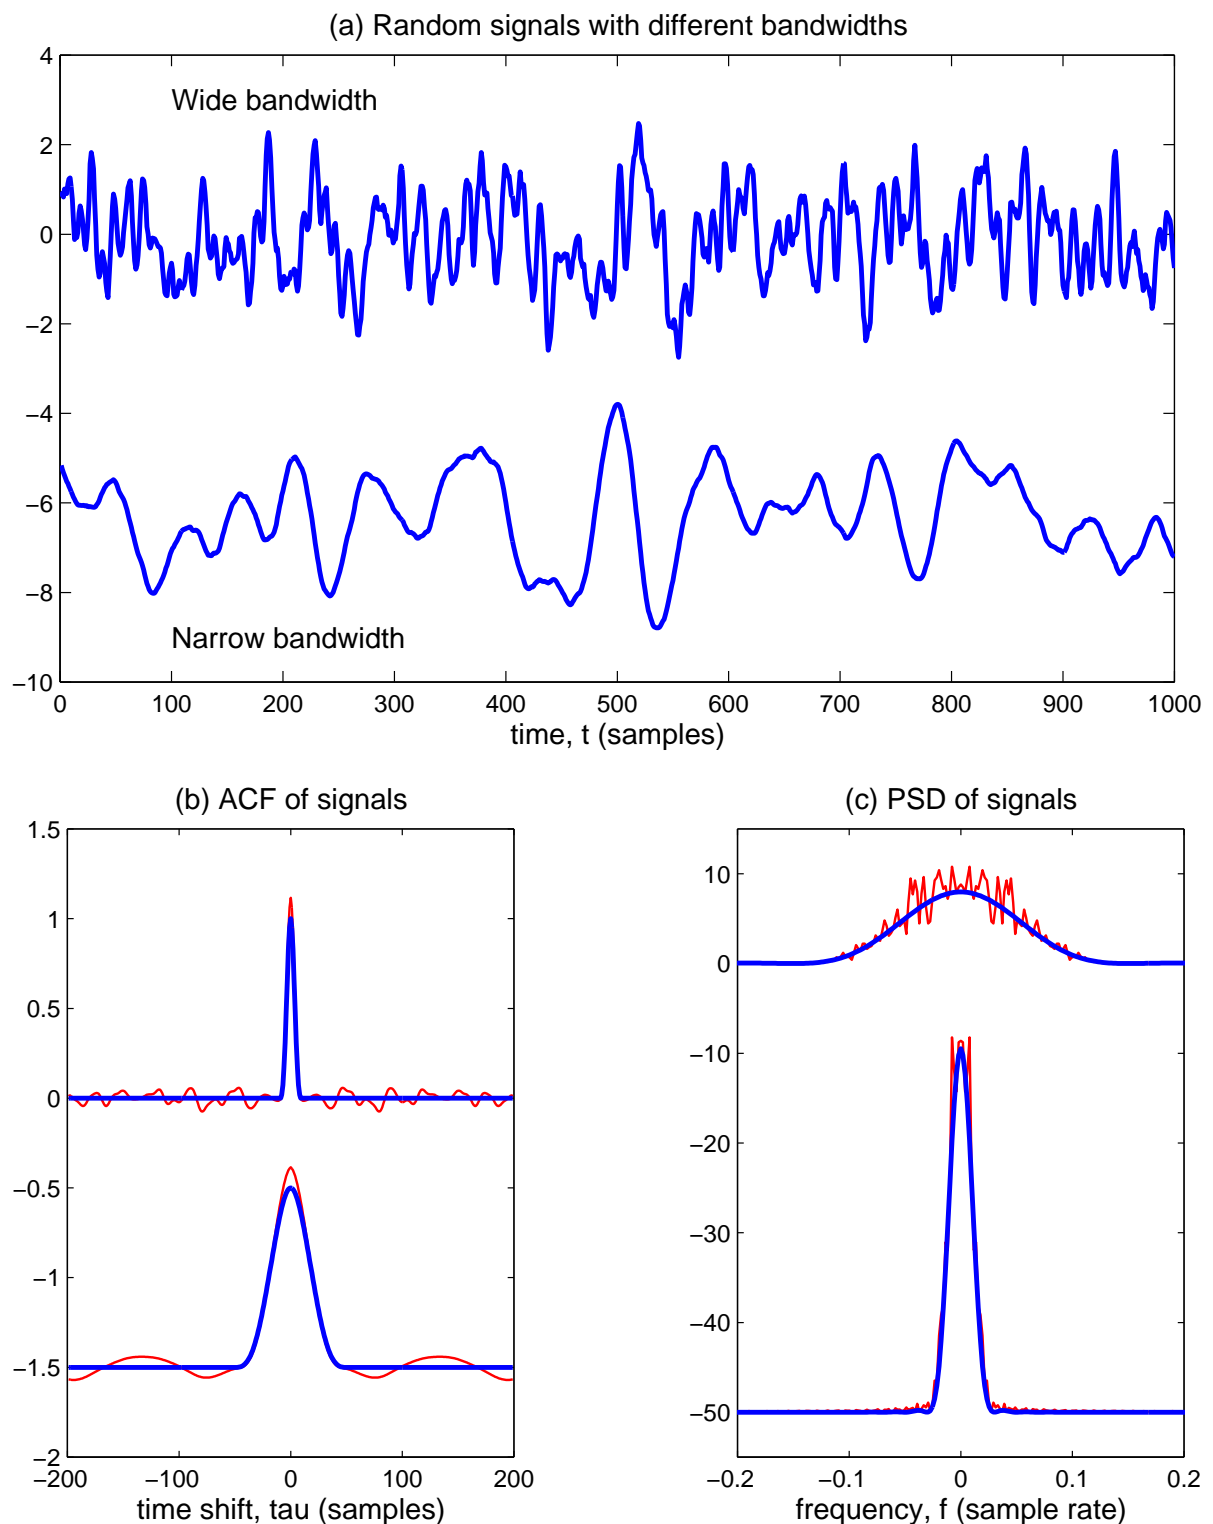 (a) Random signals with different bandwidths
4
2
0
−2
−4
−6
−8
−10
Wide bandwidth
Narrow bandwidth
0 100 200 300 400 500 600 700 800 900 1000
time, t (samples)
(b) ACF of signals
1.5
1
0.5
0
−0.5
−1
−1.5
−2
−200 −100 0 100 200
time shift, tau (samples)
(c) PSD of signals
10
0
−10
−20
−30
−40
−50
−0.2 −0.1 0 0.1 0.2
frequency, f (sample rate)